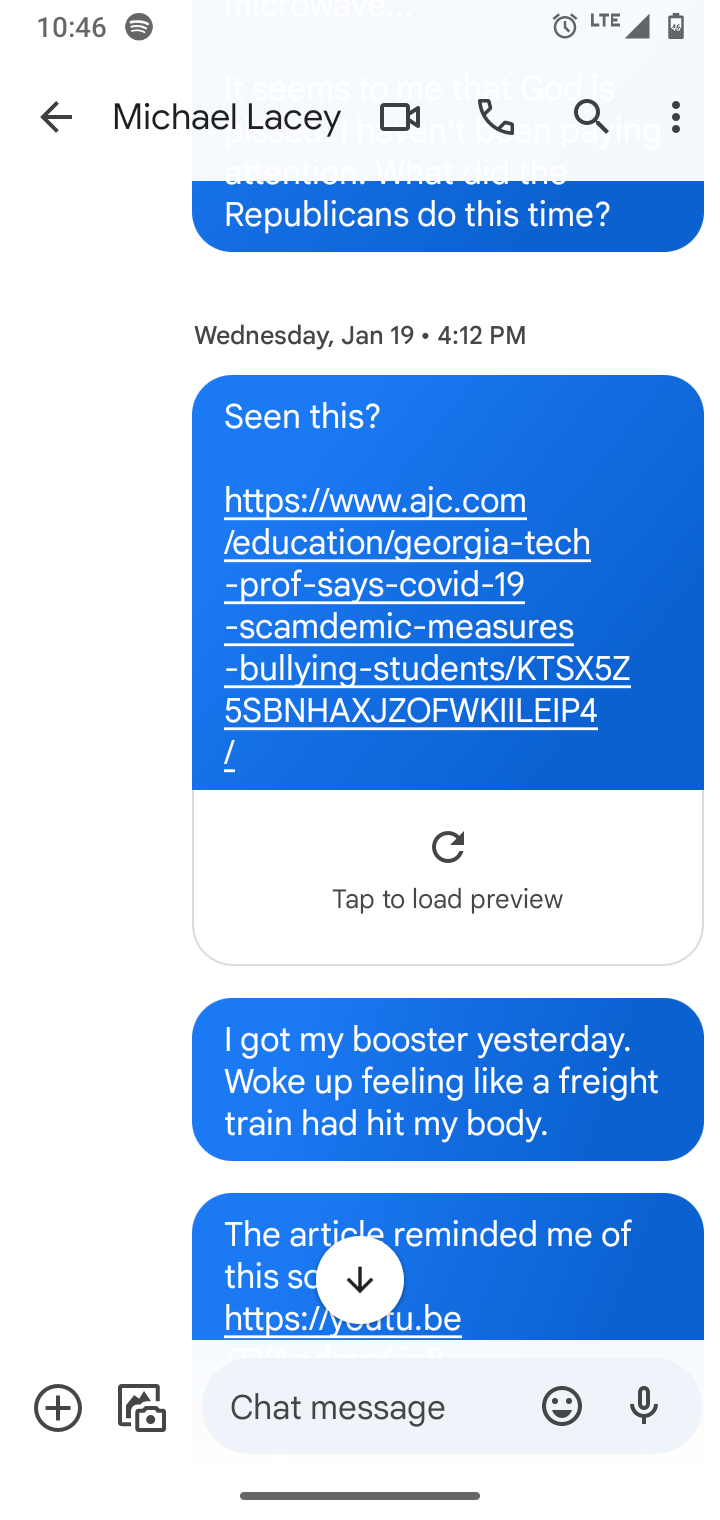 10:46
LTE
46
microwave...
It seems to me that God is
Michael Lacey
pissed. I haven't been paying
attention. What did the
Republicans do this time?
Wednesday, Jan 19 • 4:12 PM
Seen this?
https://www.ajc.com
/education/georgia-tech
-prof-says-covid-19
-scamdemic-measures
-bullying-students/KTSX5Z
5SBNHAXJZOFWKIILEIP4
/
Tap to load preview
I got my booster yesterday.
Woke up feeling like a freight
train had hit my body.
The article reminded me of
this
https://youtu.be
Chat message